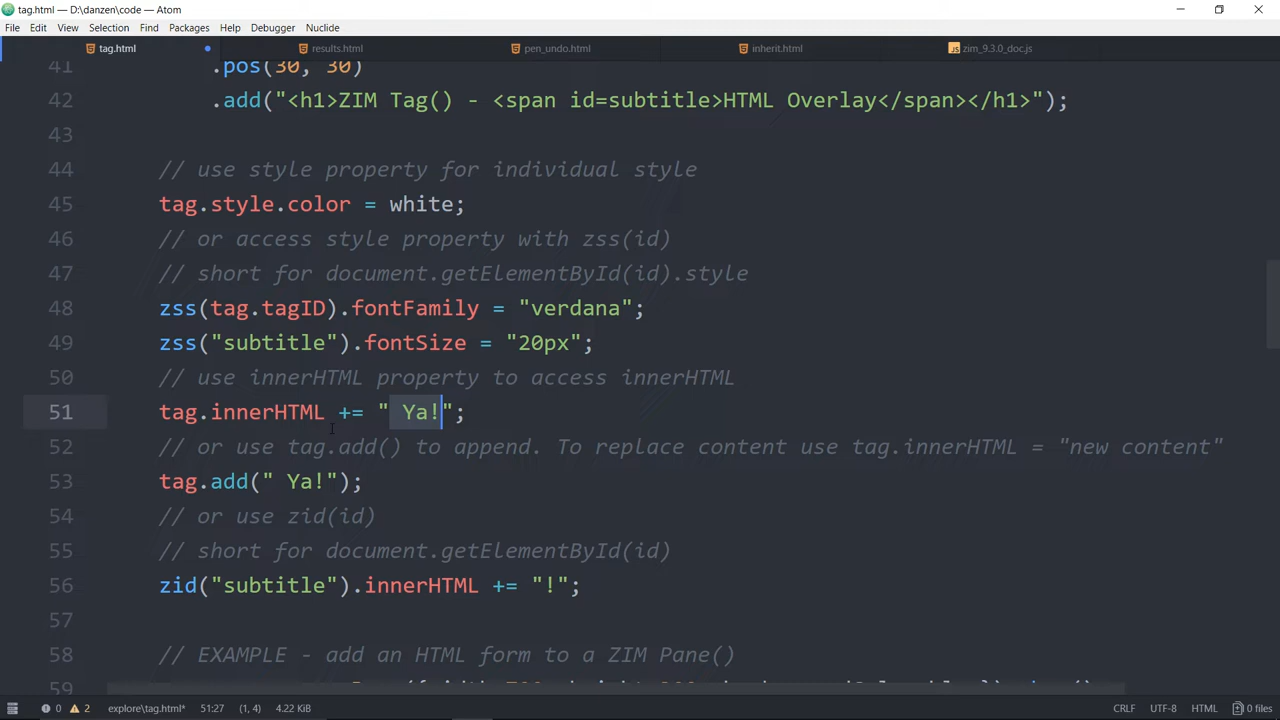 tag.html — D:\danzen\code — Atom
File Edit View Selection Find Packages Help Debugger Nuclide
tag.html results.html pen_undo.html inherit.html zim_9.3.0_doc.js
41 .pos(30, 30)
42 .add("<h1>ZIM Tag() - <span id=subtitle>HTML Overlay</span></h1>");
43
44 // use style property for individual style
45 tag.style.color = white;
46 // or access style property with zss(id)
47 // short for document.getElementById(id).style
48 zss(tag.tagID).fontFamily = "verdana";
49 zss("subtitle").fontSize = "20px";
50 // use innerHTML property to access innerHTML
51 tag.innerHTML += " Ya!";
52 // or use tag.add() to append. To replace content use tag.innerHTML = "new content"
53 tag.add(" Ya!");
54 // or use zid(id)
55 // short for document.getElementById(id)
56 zid("subtitle").innerHTML += "!";
57
58 // EXAMPLE - add an HTML form to a ZIM Pane()
59
0 2 explore\tag.html* 51:27 (1, 4) 4.22 KiB CRLF UTF-8 HTML 0 files